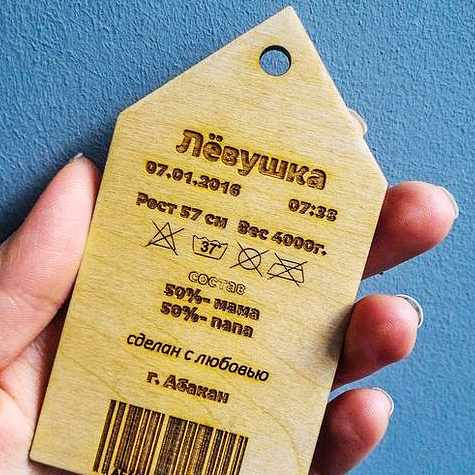 Лёвушка
07.01.2016 07:38
Рост 57 см Вес 4000г.
37°
состав
50%- мама
50%- папа
сделан с любовью
г. Абакан